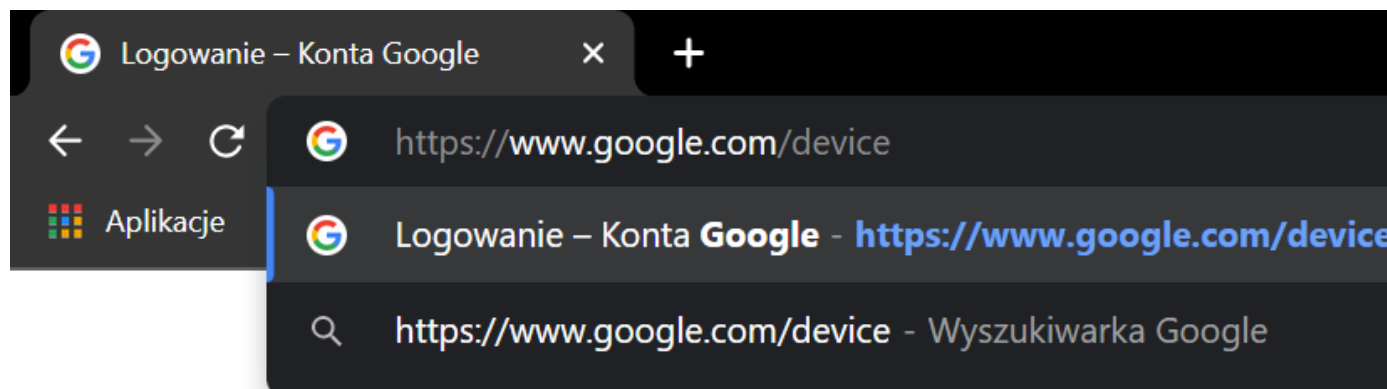 Logowanie – Konta Google
https://www.google.com/device
Aplikacje
Logowanie – Konta Google - https://www.google.com/device
https://www.google.com/device - Wyszukiwarka Google